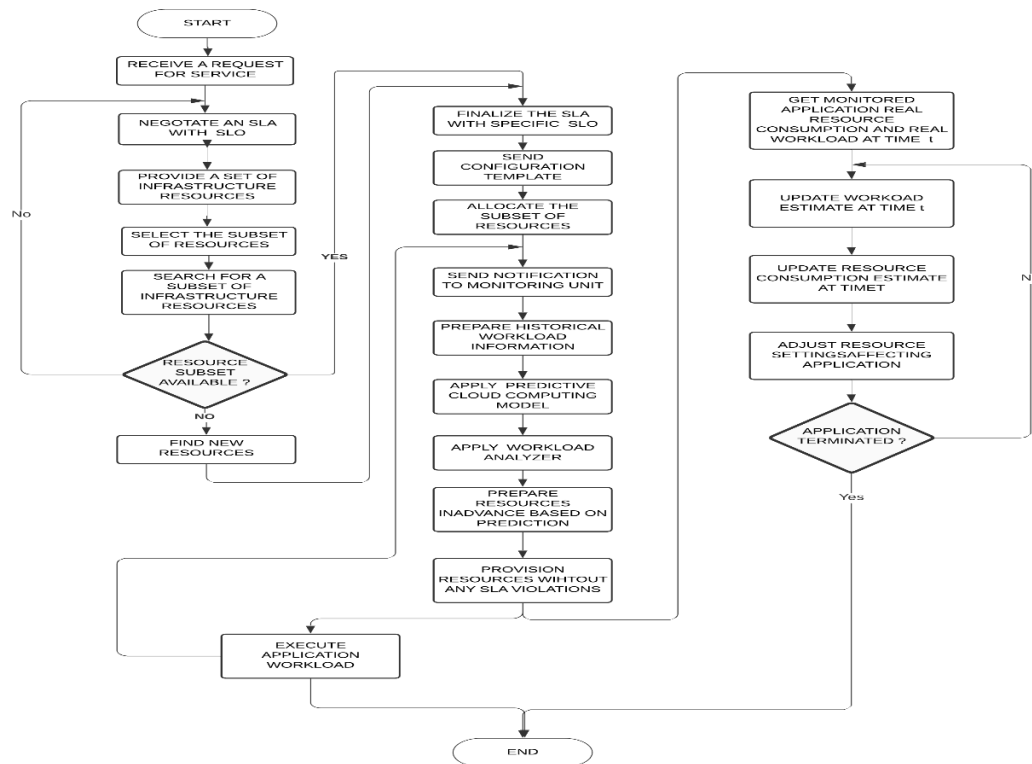 START
RECEIVE A REQUEST
FOR SERVICE
NEGOTATE AN SLA
WITH SLO
PROVIDE A SET OF
INFRASTRUCTURE
RESOURCES
No
SELECT THE SUBSET
OF RESOURCES
SEARCH FOR A
SUBSET OF
INFRASTRUCTURE
RESOURCES
RESOURCE
SUBSET
AVAILABLE ?
YES
NO
FIND NEW
RESOURCES
FINALIZE THE SLA
WITH SPECIFIC SLO
SEND
CONFIGURATION
TEMPLATE
ALLOCATE THE
SUBSET OF
RESOURCES
SEND NOTIFICATION
TO MONITORING UNIT
PREPARE HISTORICAL
WORKLOAD
INFORMATION
APPLY PREDICTIVE
CLOUD COMPUTING
MODEL
APPLY WORKLOAD
ANALYZER
PREPARE
RESOURCES
INADVANCE BASED ON
PREDICTION
PROVISION
RESOURCES WIHTOUT
ANY SLA VIOLATIONS
EXECUTE
APPLICATION
WORKLOAD
GET MONITORED
APPLICATION REAL
RESOURCE
CONSUMPTION AND REAL
WORKLOAD AT TIME t
UPDATE WORKOAD
ESTIMATE AT TIME t
UPDATE RESOURCE
CONSUMPTION ESTIMATE
AT TIMET
N
ADJUST RESOURCE
SETTINGSAFFECTING
APPLICATION
APPLICATION
TERMINATED ?
Yes
END